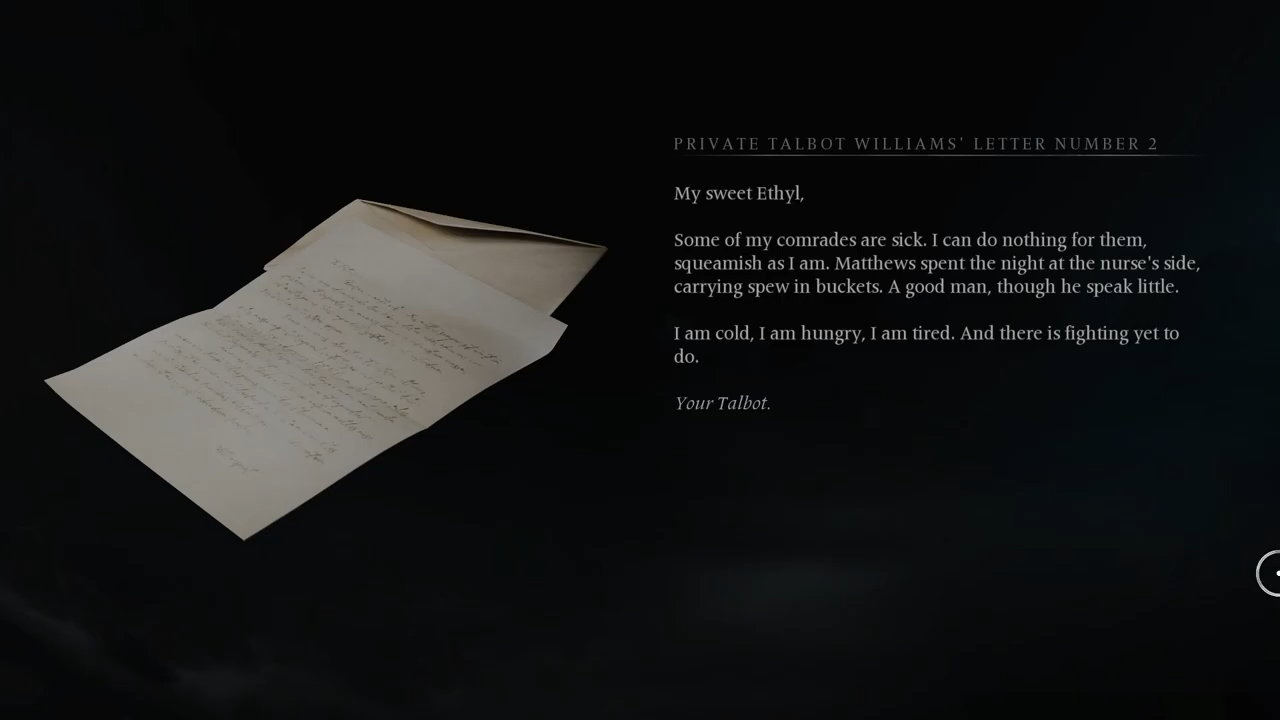 PRIVATE TALBOT WILLIAMS' LETTER NUMBER 2
My sweet Ethyl,
Some of my comrades are sick. I can do nothing for them,
squeamish as I am. Matthews spent the night at the nurse's side,
carrying spew in buckets. A good man, though he speak little.
I am cold, I am hungry, I am tired. And there is fighting yet to
do.
Your Talbot.